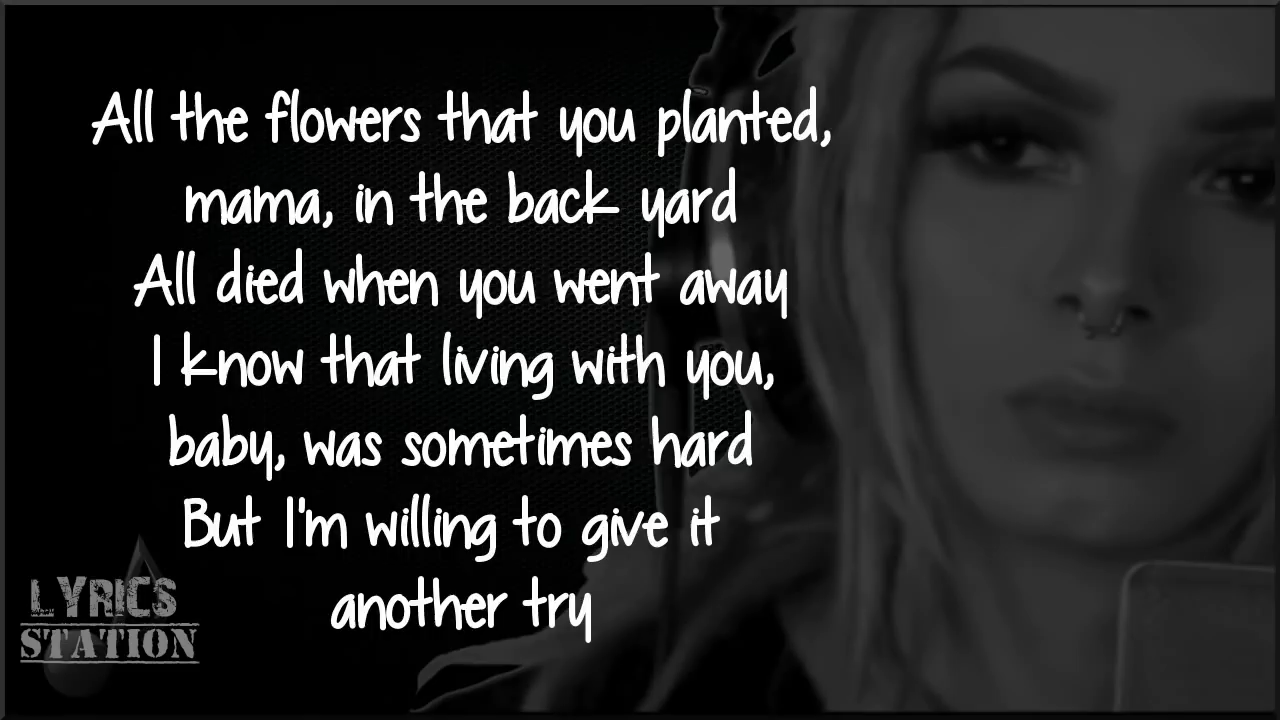 All the flowers that you planted,
mama, in the back yard
All died when you went away
I know that living with you,
baby, was sometimes hard
But I'm willing to give it
another try
LYRICS
STATION